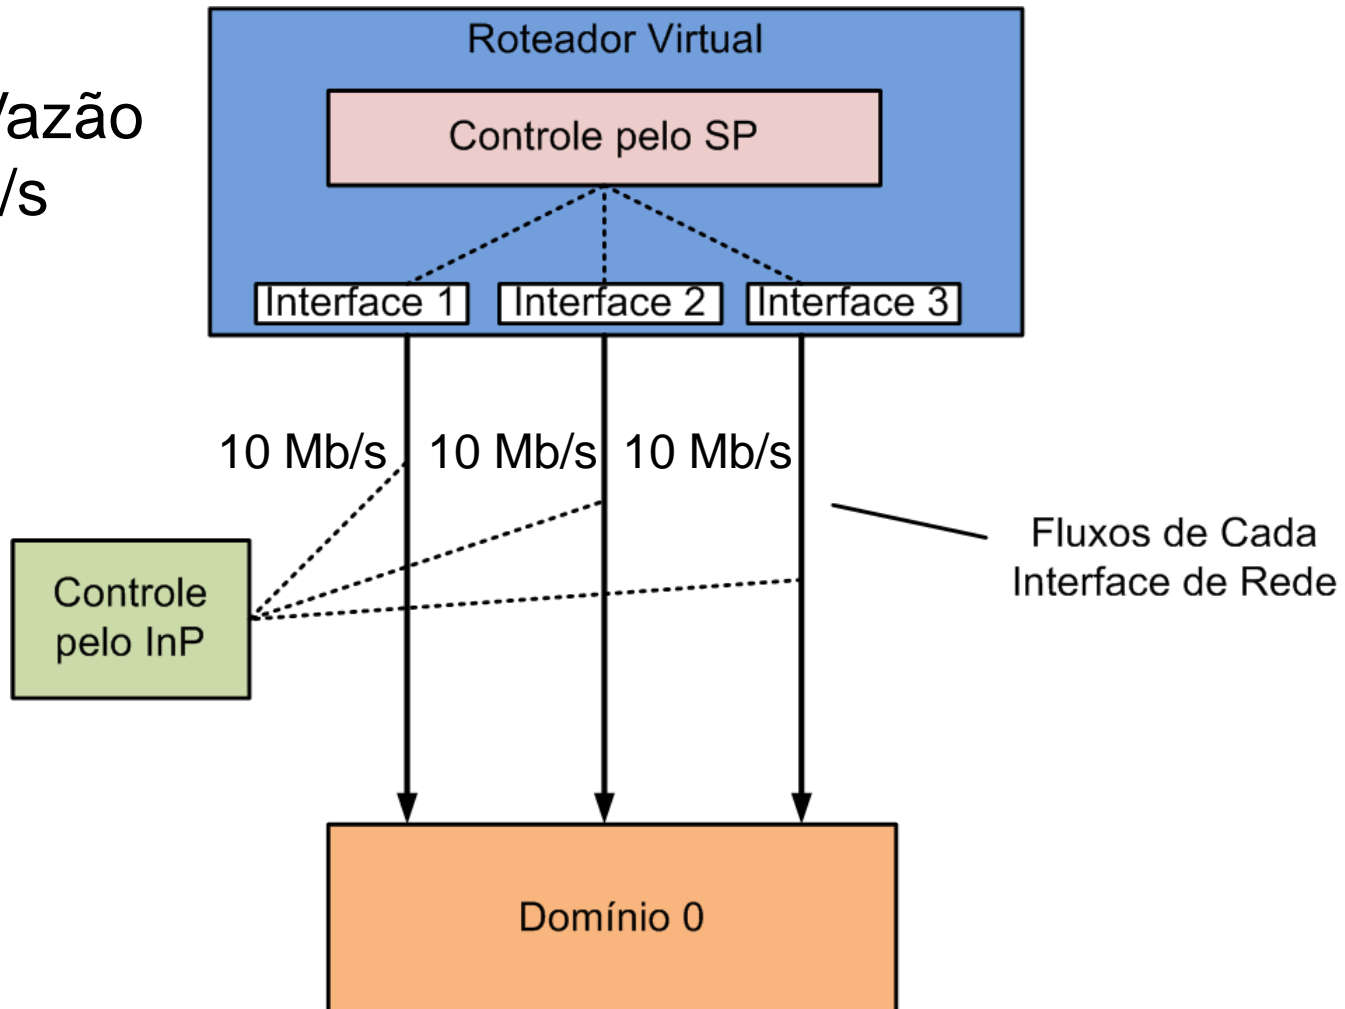 Roteador Virtual
Vazão
/s
Controle pelo SP
Interface 1 Interface 2 Interface 3
10 Mb/s 10 Mb/s 10 Mb/s
Fluxos de Cada
Interface de Rede
Controle
pelo InP
Domínio 0